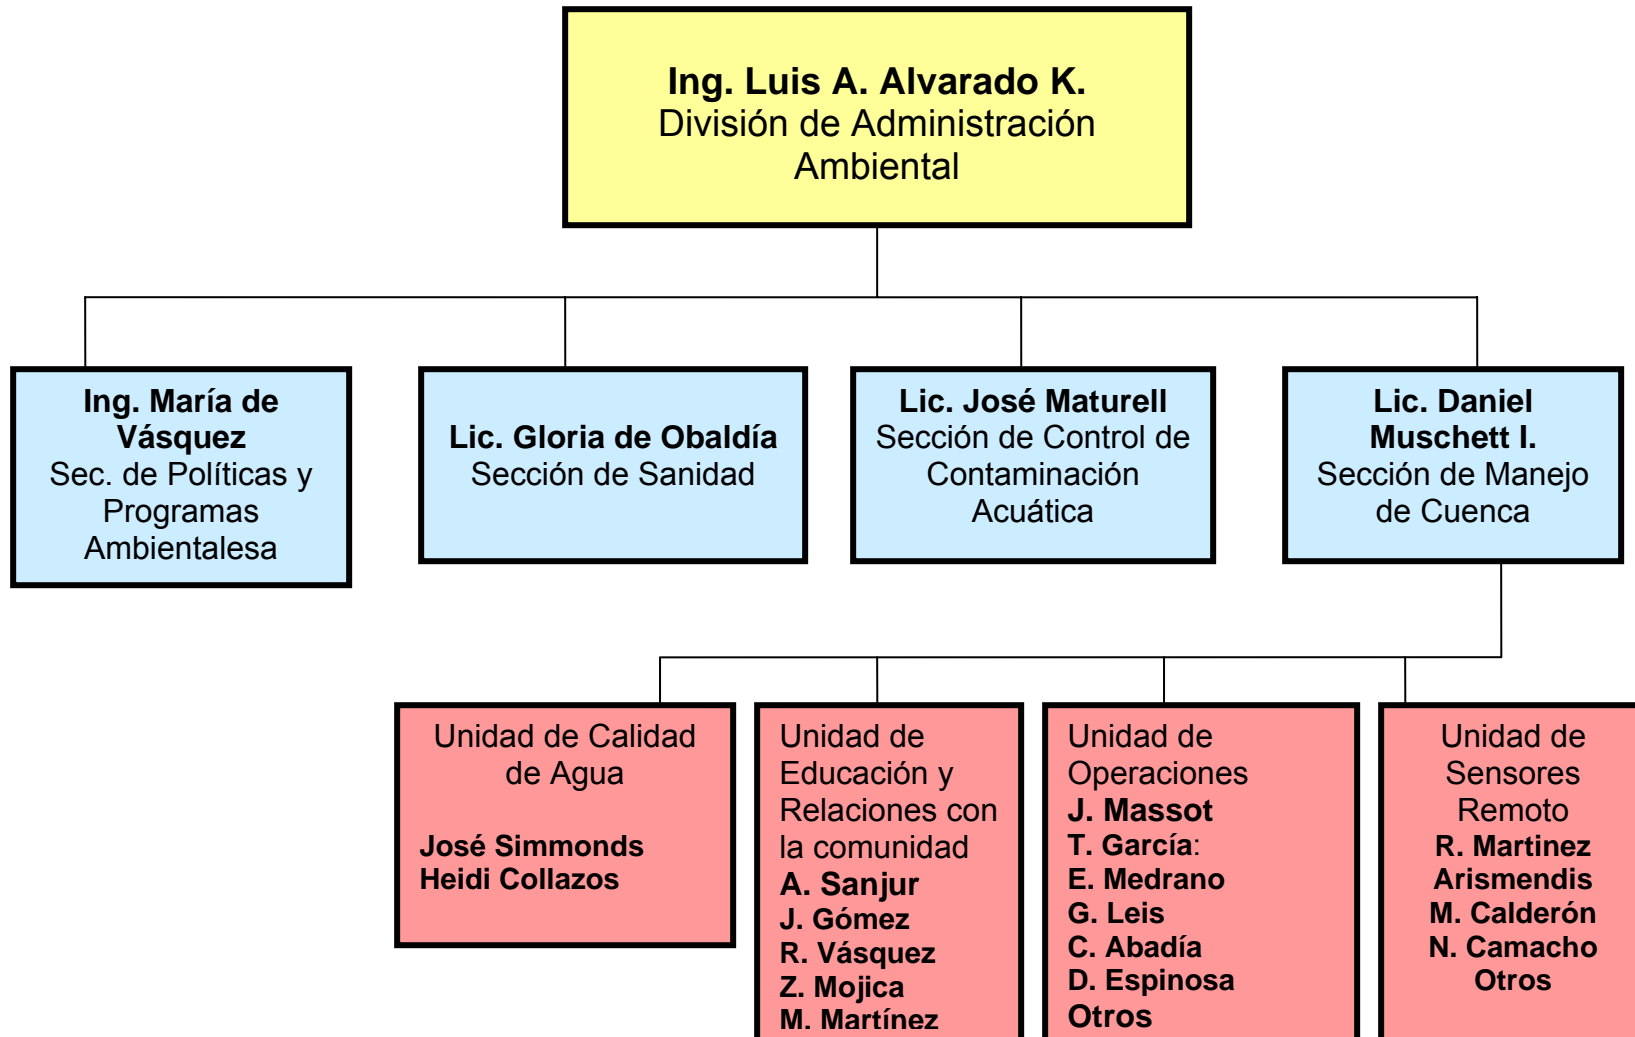 Ing. Luis A. Alvarado K.
División de Administración
Ambiental
Ing. María de
Vásquez
Sec. de Políticas y
Programas
Ambientalesa
Lic. Gloria de Obaldía
Sección de Sanidad
Lic. José Maturell
Sección de Control de
Contaminación
Acuática
Lic. Daniel
Muschett I.
Sección de Manejo
de Cuenca
Unidad de Calidad
de Agua
José Simmonds
Heidi Collazos
Unidad de
Educación y
Relaciones con
la comunidad
A. Sanjur
J. Gómez
R. Vásquez
Z. Mojica
M. Martínez
Unidad de
Operaciones
J. Massot
T. García:
E. Medrano
G. Leis
C. Abadía
D. Espinosa
Otros
Unidad de
Sensores
Remoto
R. Martinez
Arismendis
M. Calderón
N. Camacho
Otros